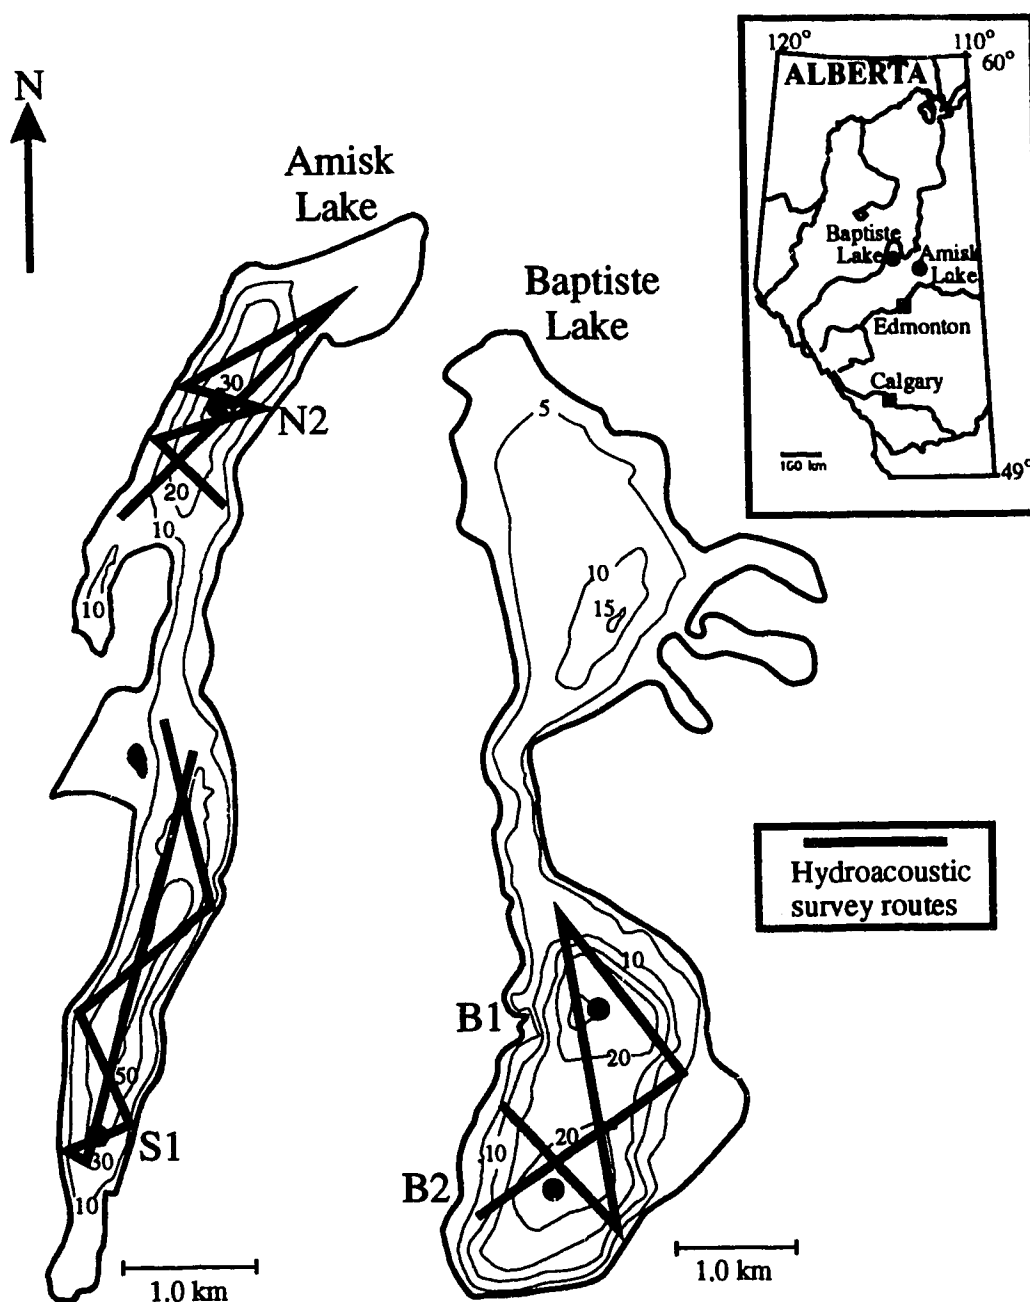 N
Amisk
Lake
30
N2
20
10
10
50
S1
30
10
1.0 km
Baptiste
Lake
5
10
15
10
B1
20
20
10
B2
1.0 km
120°
110°
60°
ALBERTA
Baptiste
Lake
Amisk
Lake
Edmonton
Calgary
100 km
49°
Hydroacoustic
survey routes